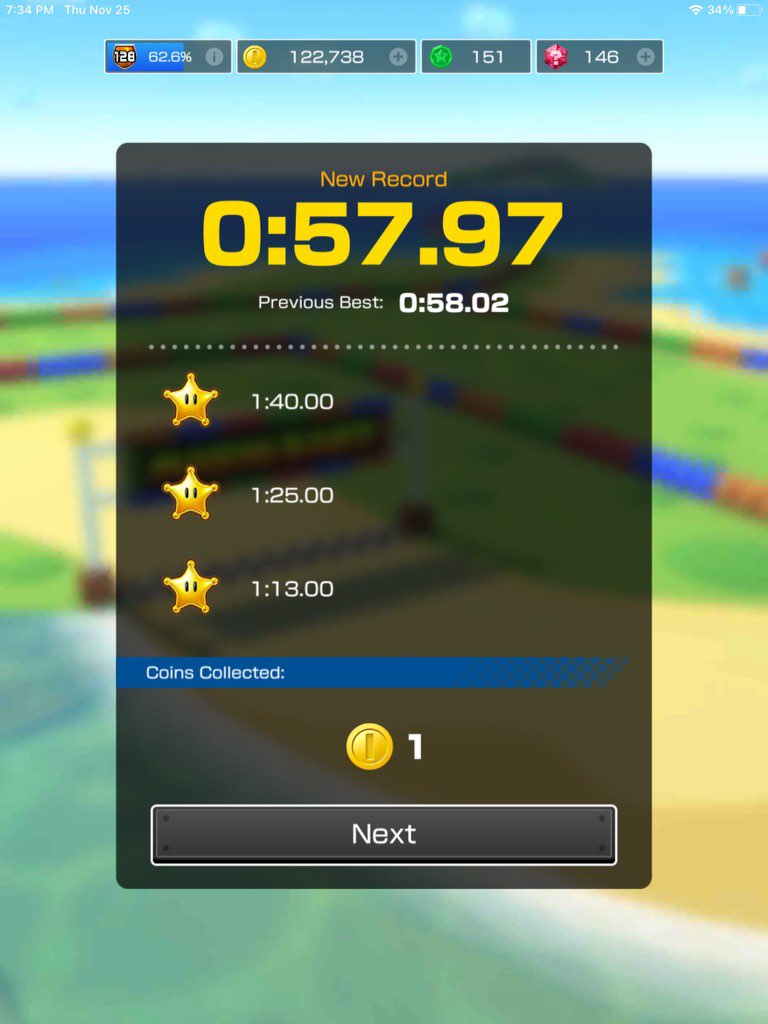 7:34 PM Thu Nov 25 34%
128 62.6% 122,738 151 146
New Record
0:57.97
Previous Best: 0:58.02
1:40.00
1:25.00
1:13.00
Coins Collected:
1
Next